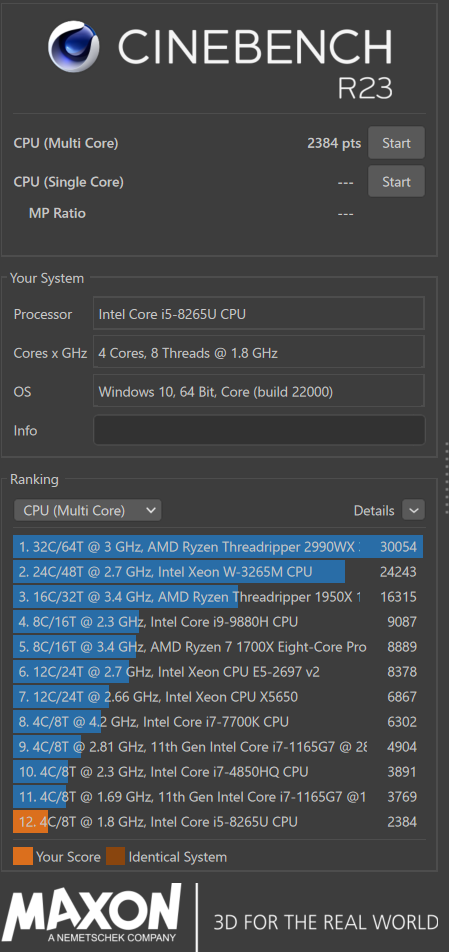 CINEBENCH
R23
CPU (Multi Core) 2384 pts Start
CPU (Single Core) --- Start
MP Ratio ---
Your System
Processor Intel Core i5-8265U CPU
Cores x GHz 4 Cores, 8 Threads @ 1.8 GHz
OS Windows 10, 64 Bit, Core (build 22000)
Info
Ranking
CPU (Multi Core) Details
1. 32C/64T @ 3 GHz, AMD Ryzen Threadripper 2990WX 30054
2. 24C/48T @ 2.7 GHz, Intel Xeon W-3265M CPU 24243
3. 16C/32T @ 3.4 GHz, AMD Ryzen Threadripper 1950X 1 16315
4. 8C/16T @ 2.3 GHz, Intel Core i9-9880H CPU 9087
5. 8C/16T @ 3.4 GHz, AMD Ryzen 7 1700X Eight-Core Pro 8889
6. 12C/24T @ 2.7 GHz, Intel Xeon CPU E5-2697 v2 8378
7. 12C/24T @ 2.66 GHz, Intel Xeon CPU X5650 6867
8. 4C/8T @ 4.2 GHz, Intel Core i7-7700K CPU 6302
9. 4C/8T @ 2.81 GHz, 11th Gen Intel Core i7-1165G7 @ 28 4904
10. 4C/8T @ 2.3 GHz, Intel Core i7-4850HQ CPU 3891
11. 4C/8T @ 1.69 GHz, 11th Gen Intel Core i7-1165G7 @1 3769
12. 4C/8T @ 1.8 GHz, Intel Core i5-8265U CPU 2384
Your Score Identical System
MAXON
A NEMETSCHEK COMPANY
3D FOR THE REAL WORLD